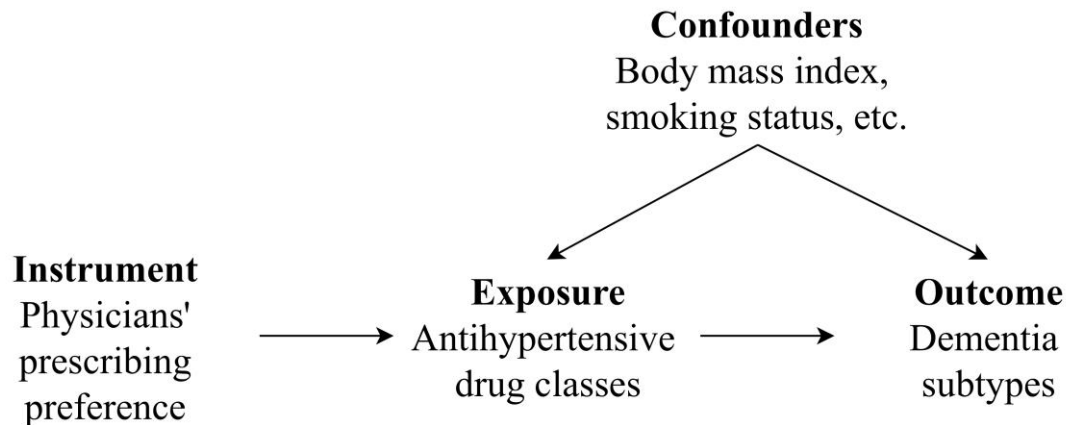 Confounders
Body mass index,
smoking status, etc.
Instrument
Physicians'
prescribing
preference
Exposure
Antihypertensive
drug classes
Outcome
Dementia
subtypes